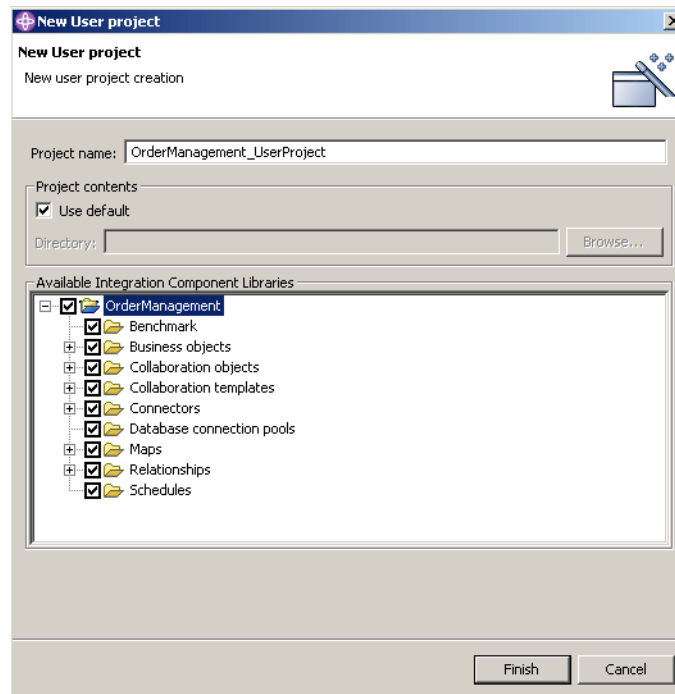 New User project
New User project
New user project creation
Project name: OrderManagement_UserProject
Project contents
Use default
Directory: Browse...
Available Integration Component Libraries
OrderManagement
Benchmark
Business objects
Collaboration objects
Collaboration templates
Connectors
Database connection pools
Maps
Relationships
Schedules
Finish Cancel